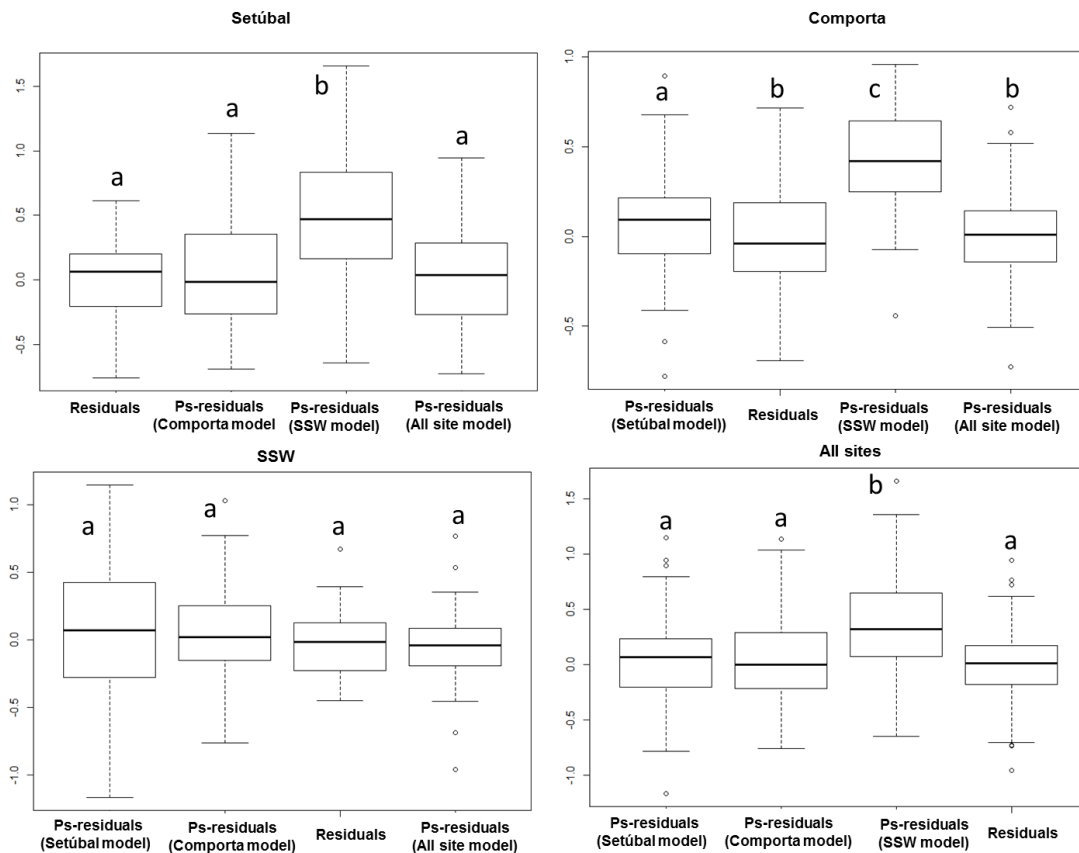 Setúbal
1.5
1.0
0.5
0.0
-0.5
a
a
b
a
Residuals
Ps-residuals
(Comporta model
Ps-residuals
(SSW model)
Ps-residuals
(All site model)
Comporta
1.0
0.5
0.0
-0.5
a
b
c
b
Ps-residuals
(Setúbal model))
Residuals
Ps-residuals
(SSW model)
Ps-residuals
(All site model)
SSW
1.0
0.5
0.0
-0.5
-1.0
a
a
a
a
Ps-residuals
(Setúbal model)
Ps-residuals
(Comporta model)
Residuals
Ps-residuals
(All site model)
All sites
1.5
1.0
0.5
0.0
-0.5
-1.0
a
a
b
a
Ps-residuals
(Setúbal model)
Ps-residuals
(Comporta model)
Ps-residuals
(SSW model)
Residuals